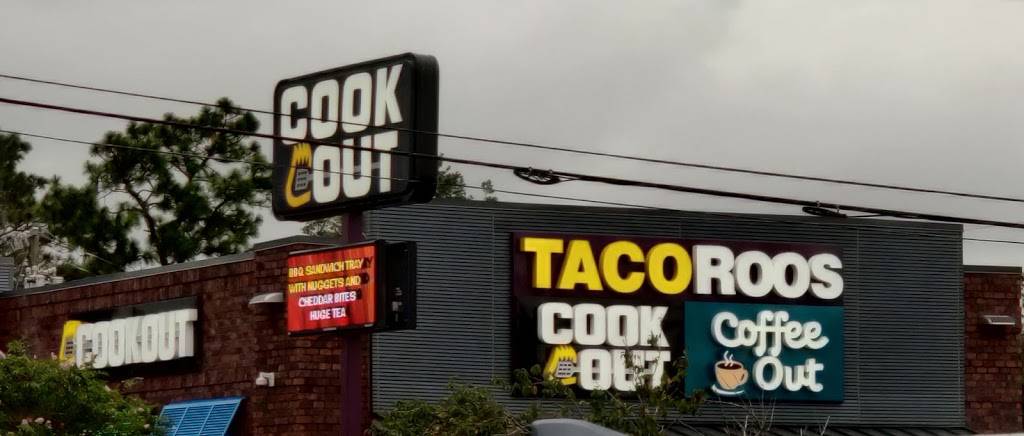 COOK
OUT
BBQ SANDWICH TRAY
WITH NUGGETS AND
CHEDDAR BITES
HUGE TEA
COOKOUT
TACOROOS
COOK
OUT
Coffee
Out